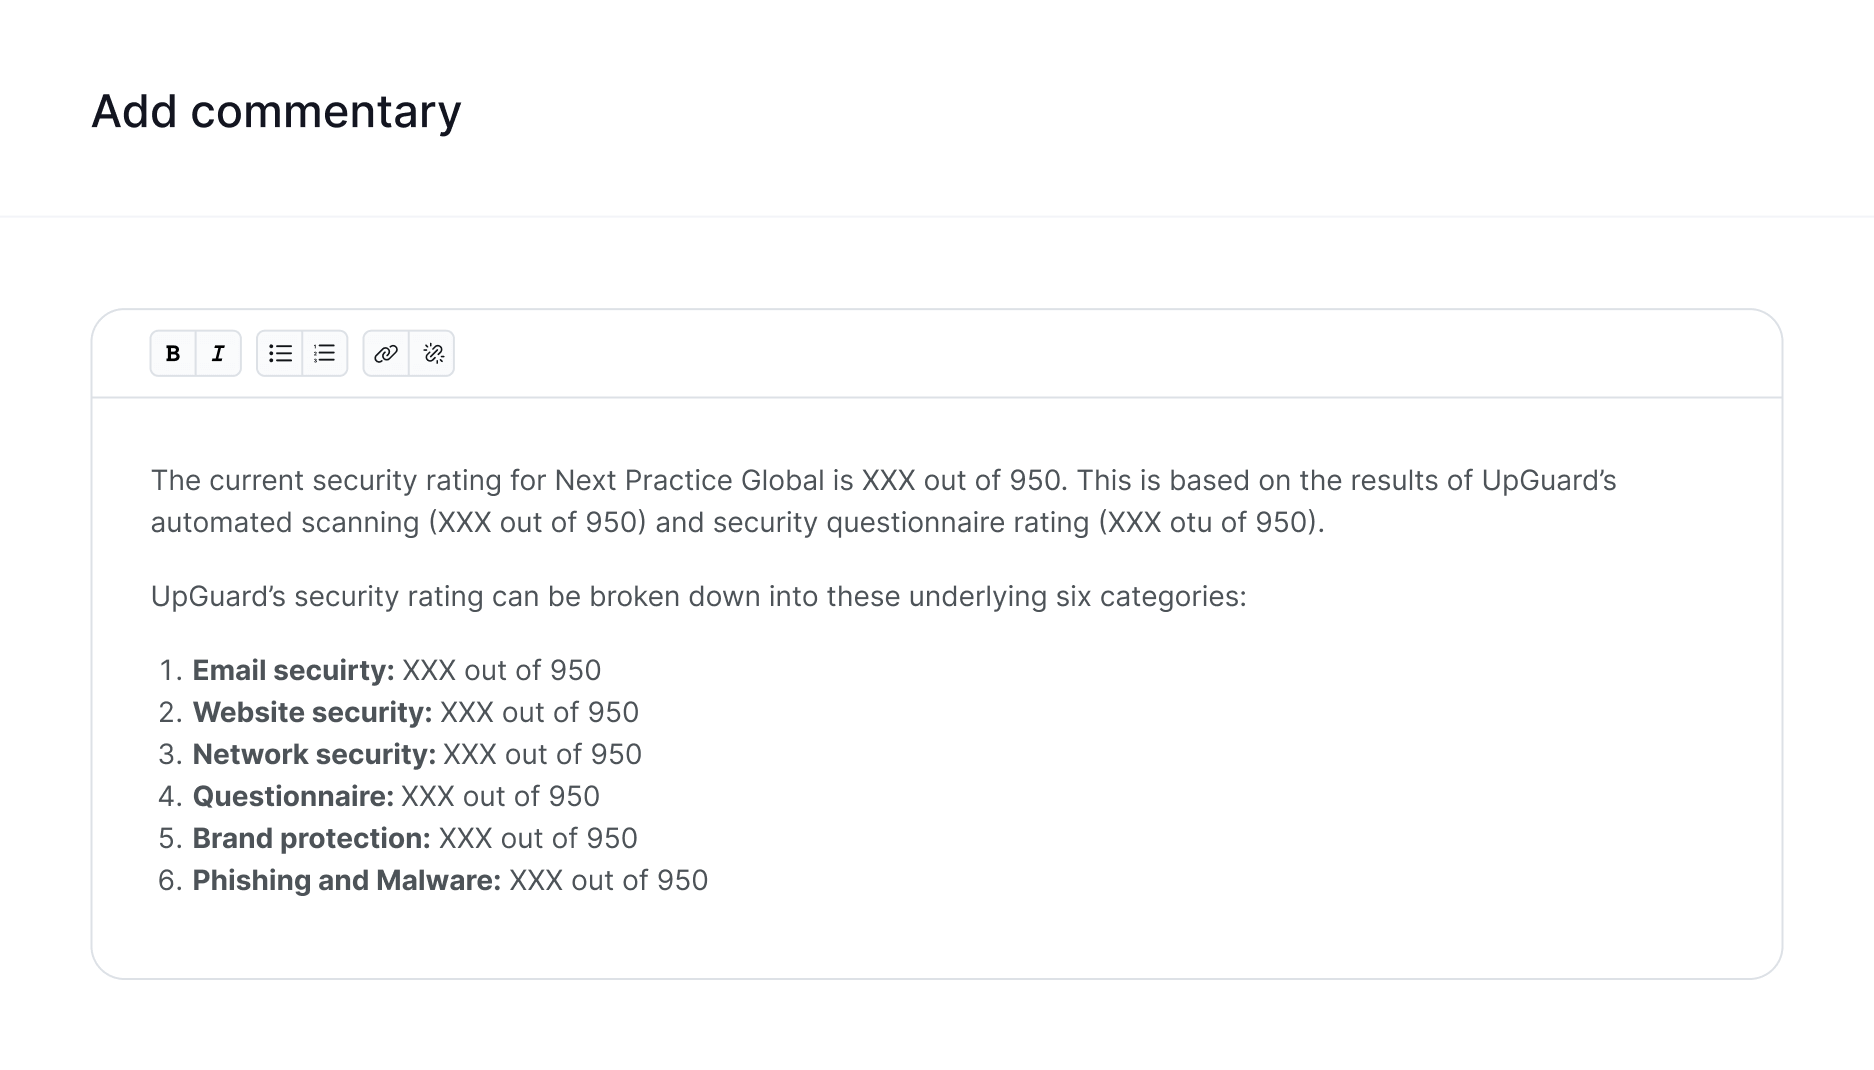 Add commentary
B I
The current security rating for Next Practice Global is XXX out of 950. This is based on the results of UpGuard’s
automated scanning (XXX out of 950) and security questionnaire rating (XXX otu of 950).
UpGuard’s security rating can be broken down into these underlying six categories:
1. Email secuirty: XXX out of 950
2. Website security: XXX out of 950
3. Network security: XXX out of 950
4. Questionnaire: XXX out of 950
5. Brand protection: XXX out of 950
6. Phishing and Malware: XXX out of 950